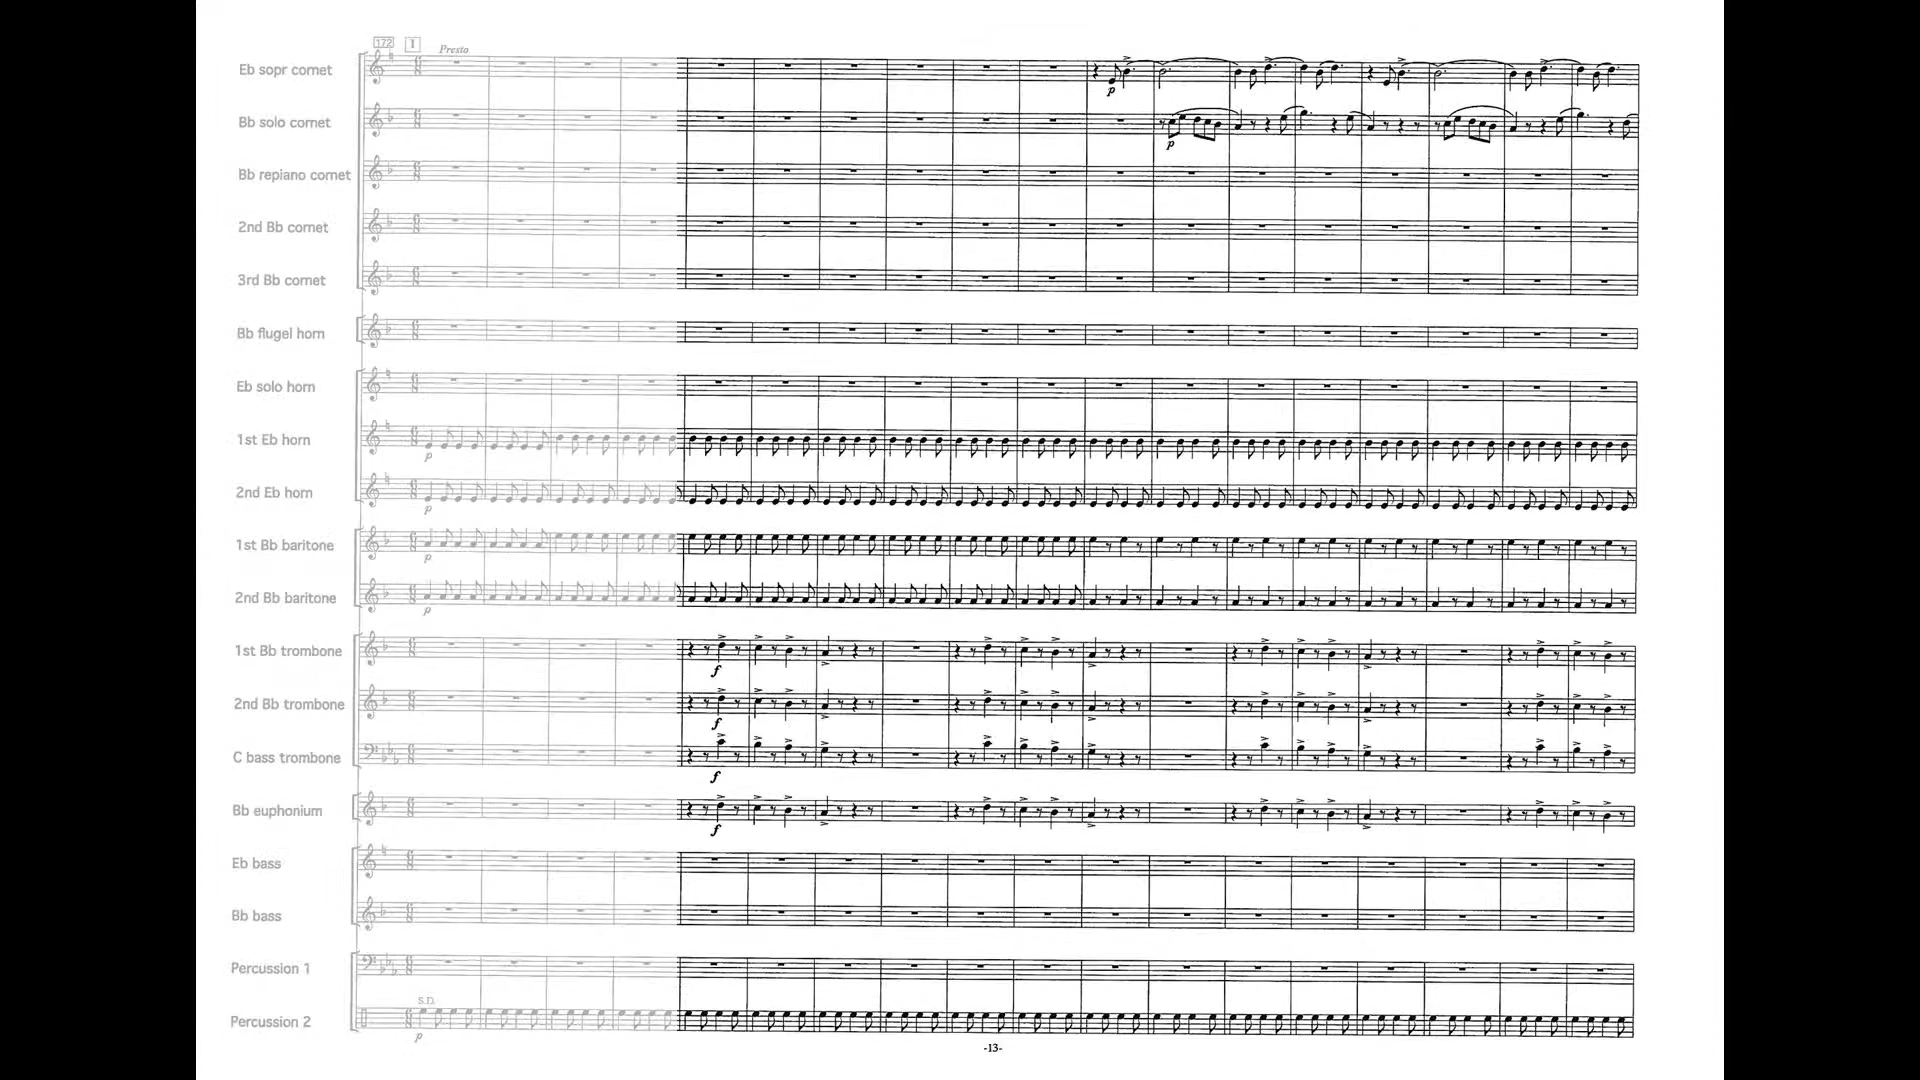 172 I Presto
Eb sopr cornet
p
Bb solo cornet
p
Bb repiano cornet
2nd Bb cornet
3rd Bb cornet
Bb flugel horn
Eb solo horn
1st Eb horn
p
2nd Eb horn
p
1st Bb baritone
p
2nd Bb baritone
p
1st Bb trombone
f
2nd Bb trombone
f
C bass trombone
f
Bb euphonium
f
Eb bass
Bb bass
Percussion 1
S.D.
Percussion 2
p
-13-